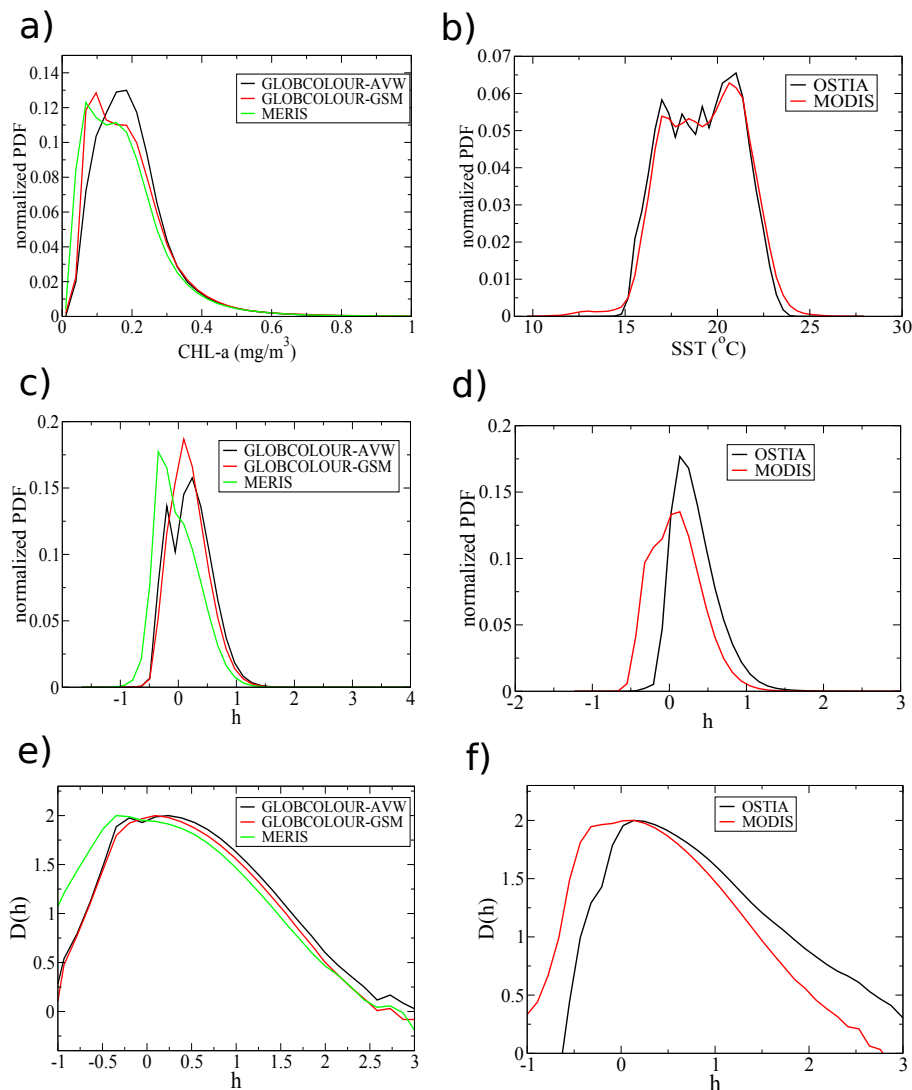 a)
normalized PDF
0.14
0.12
0.10
0.08
0.06
0.04
0.02
0
GLOBCOLOUR-AVW
GLOBCOLOUR-GSM
MERIS
0 0.2 0.4 0.6 0.8 1
CHL-a (mg/m³)
b)
normalized PDF
0.07
0.06
0.05
0.04
0.03
0.02
0.01
0
OSTIA
MODIS
10 15 20 25 30
SST (°C)
c)
normalized PDF
0.2
0.15
0.1
0.05
0
GLOBCOLOUR-AVW
GLOBCOLOUR-GSM
MERIS
-1 0 1 2 3 4
h
d)
normalized PDF
0.2
0.15
0.1
0.05
0
OSTIA
MODIS
-2 -1 0 1 2 3
h
e)
D(h)
2
1.5
1
0.5
0
GLOBCOLOUR-AVW
GLOBCOLOUR-GSM
MERIS
-1 -0.5 0 0.5 1 1.5 2 2.5 3
h
f)
D(h)
2
1.5
1
0.5
0
OSTIA
MODIS
-1 0 1 2 3
h